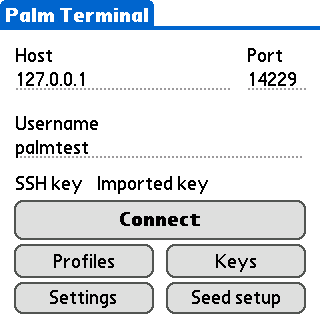 Palm Terminal
Host Port
127.0.0.1 14229
Username
palmtest
SSH key Imported key
Connect
Profiles Keys
Settings Seed setup